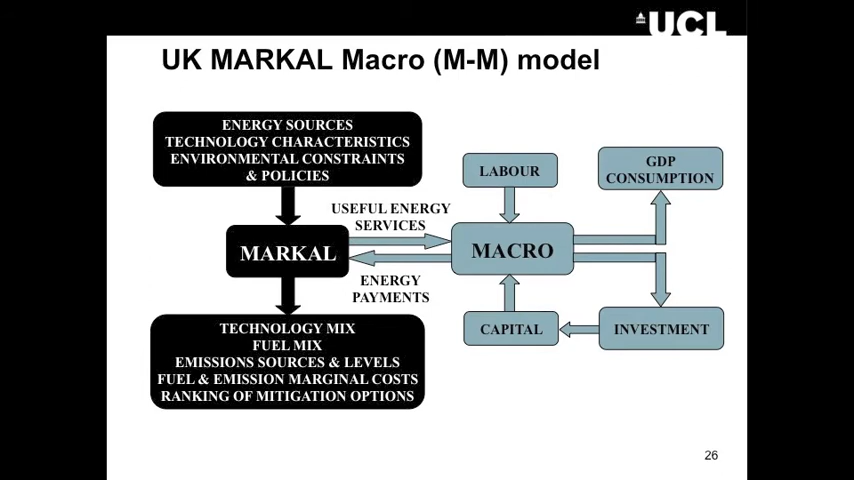 UCL
UK MARKAL Macro (M-M) model
ENERGY SOURCES
TECHNOLOGY CHARACTERISTICS
ENVIRONMENTAL CONSTRAINTS
& POLICIES
LABOUR
GDP
CONSUMPTION
USEFUL ENERGY
SERVICES
MARKAL
MACRO
ENERGY
PAYMENTS
TECHNOLOGY MIX
FUEL MIX
EMISSIONS SOURCES & LEVELS
FUEL & EMISSION MARGINAL COSTS
RANKING OF MITIGATION OPTIONS
CAPITAL
INVESTMENT
26